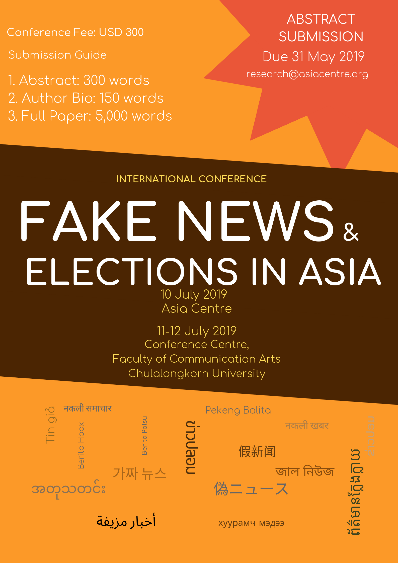 Conference Fee: USD 300
Submission Guide
1. Abstract: 300 words
2. Author Bio: 150 words
3. Full Paper: 5,000 words
ABSTRACT
SUBMISSION
Due 31 May 2019
research@asiacentre.org
INTERNATIONAL CONFERENCE
FAKE NEWS &
ELECTIONS IN ASIA
10 July 2019
Asia Centre
11-12 July 2019
Conference Centre,
Faculty of Communication Arts
Chulalongkorn University
नकली समाचार
Pekeng Balita
Tin giả
Berita Hoax
Berita Palsu
ข่าวปลอม
नकली खबर
假新闻
가짜 뉴스
জাল নিউজ
အတုသတင်း
偽ニュース
ព័ត៌មានក្លែងក្លាយ
أخبار مزيفة
хуурамч мэдээ